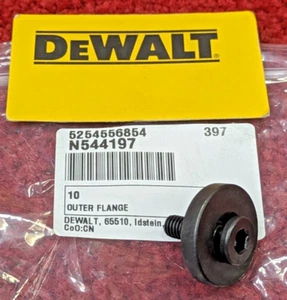 DEWALT
5254556854 397
N544197
10
OUTER FLANGE
DEWALT, 65510, Idstein,
CoO:CN